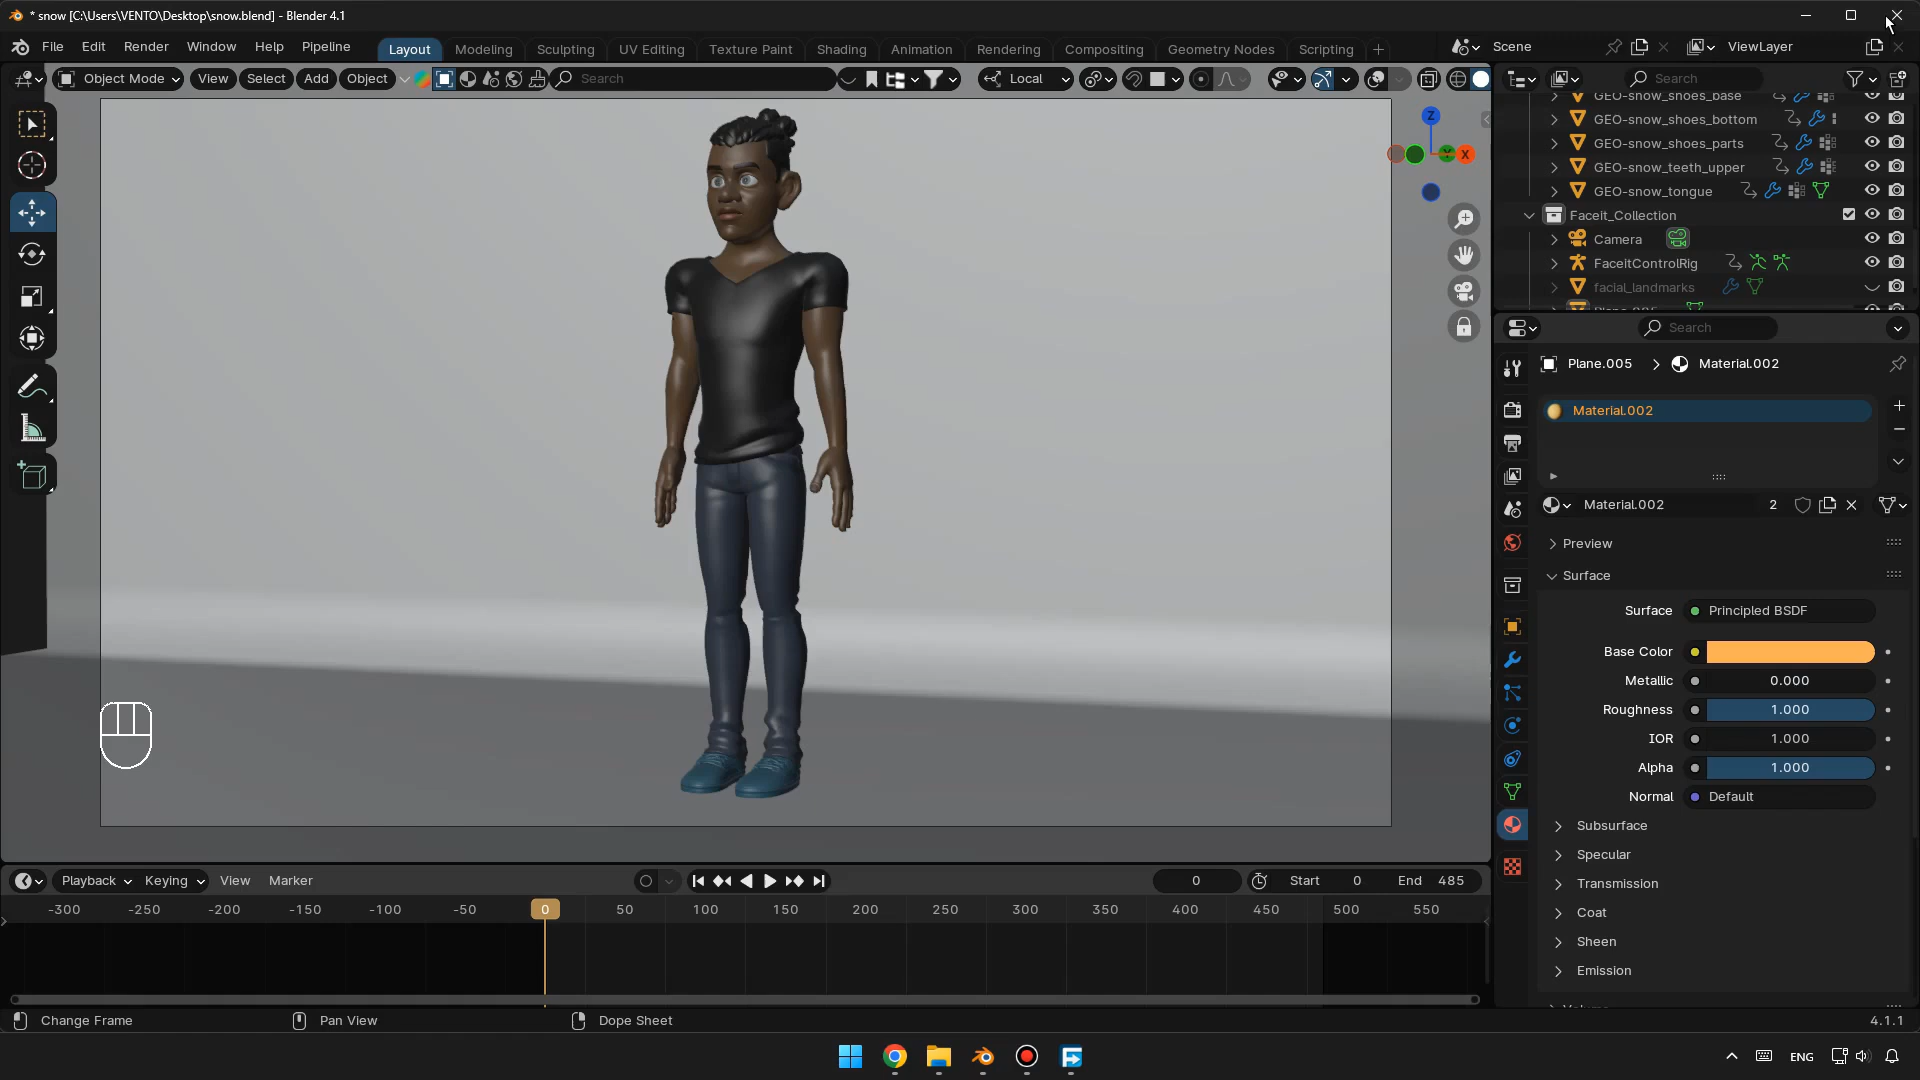 * snow [C:\Users\VENTO\Desktop\snow.blend] - Blender 4.1
File Edit Render Window Help Pipeline Layout Modeling Sculpting UV Editing Texture Paint Shading Animation Rendering Compositing Geometry Nodes Scripting Scene ViewLayer
Object Mode View Select Add Object Search Local Search
GEO-snow_shoes_base
GEO-snow_shoes_bottom
GEO-snow_shoes_parts
GEO-snow_teeth_upper
GEO-snow_tongue
Faceit_Collection
Camera
FaceitControlRig
facial_landmarks
Plane.005
Search
Plane.005 Material.002
Material.002
Material.002 2
Preview
Surface
Surface Principled BSDF
Base Color
Metallic 0.000
Roughness 1.000
IOR 1.000
Alpha 1.000
Normal Default
Subsurface
Specular
Transmission
Coat
Sheen
Emission
Z
Y X
Playback Keying View Marker 0 Start 0 End 485
-300 -250 -200 -150 -100 -50 0 50 100 150 200 250 300 350 400 450 500 550
Change Frame Pan View Dope Sheet 4.1.1
ENG